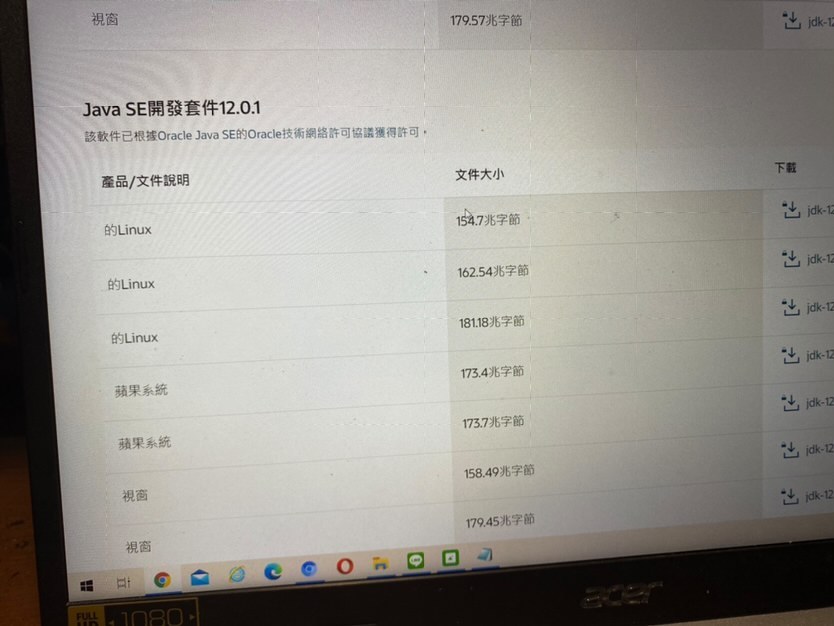 視窗 179.57兆字節 jdk-12
Java SE開發套件12.0.1
該軟件已根據Oracle Java SE的Oracle技術網絡許可協議獲得許可。
產品/文件說明 文件大小 下載
的Linux 154.7兆字節 jdk-12
的Linux 162.54兆字節 jdk-12
的Linux 181.18兆字節 jdk-12
蘋果系統 173.4兆字節 jdk-12
蘋果系統 173.7兆字節 jdk-12
視窗 158.49兆字節 jdk-12
視窗 179.45兆字節 jdk-12
acer
FULL HD 1080